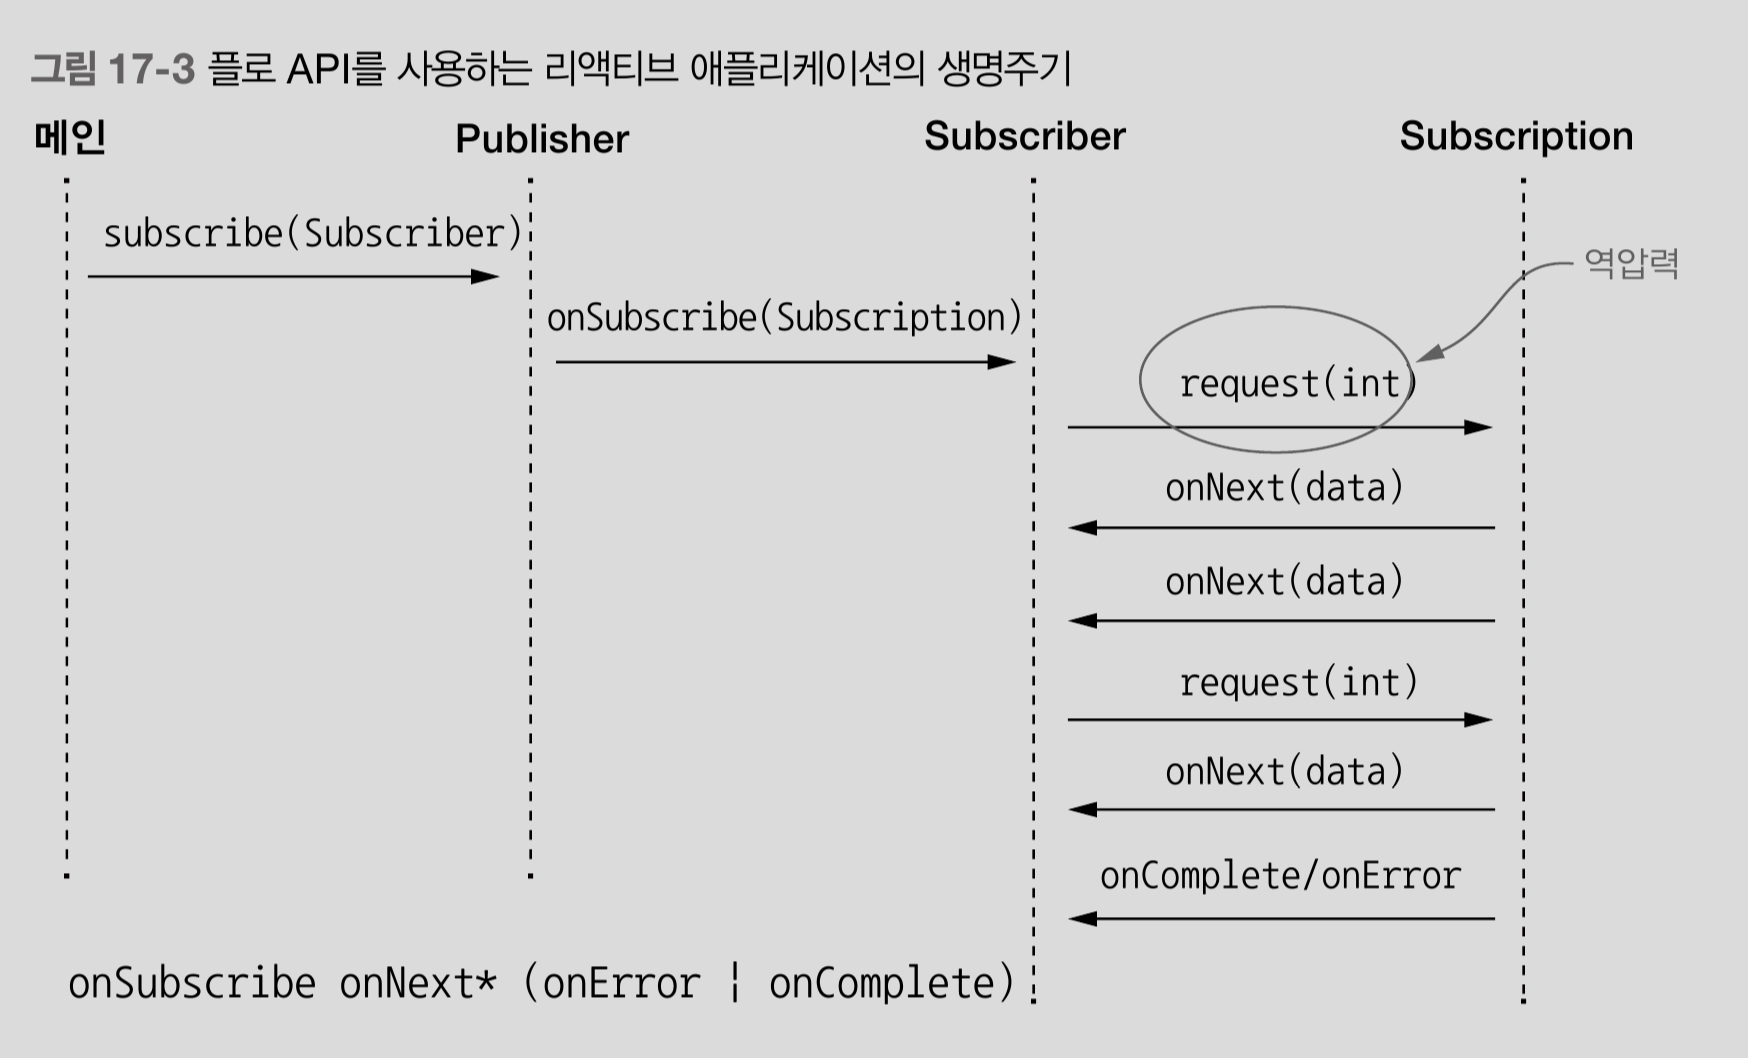 그림 17-3 플로 API를 사용하는 리액티브 애플리케이션의 생명주기
메인 Publisher Subscriber Subscription
subscribe(Subscriber)
역압력
onSubscribe(Subscription)
request(int)
onNext(data)
onNext(data)
request(int)
onNext(data)
onComplete/onError
onSubscribe onNext* (onError | onComplete)